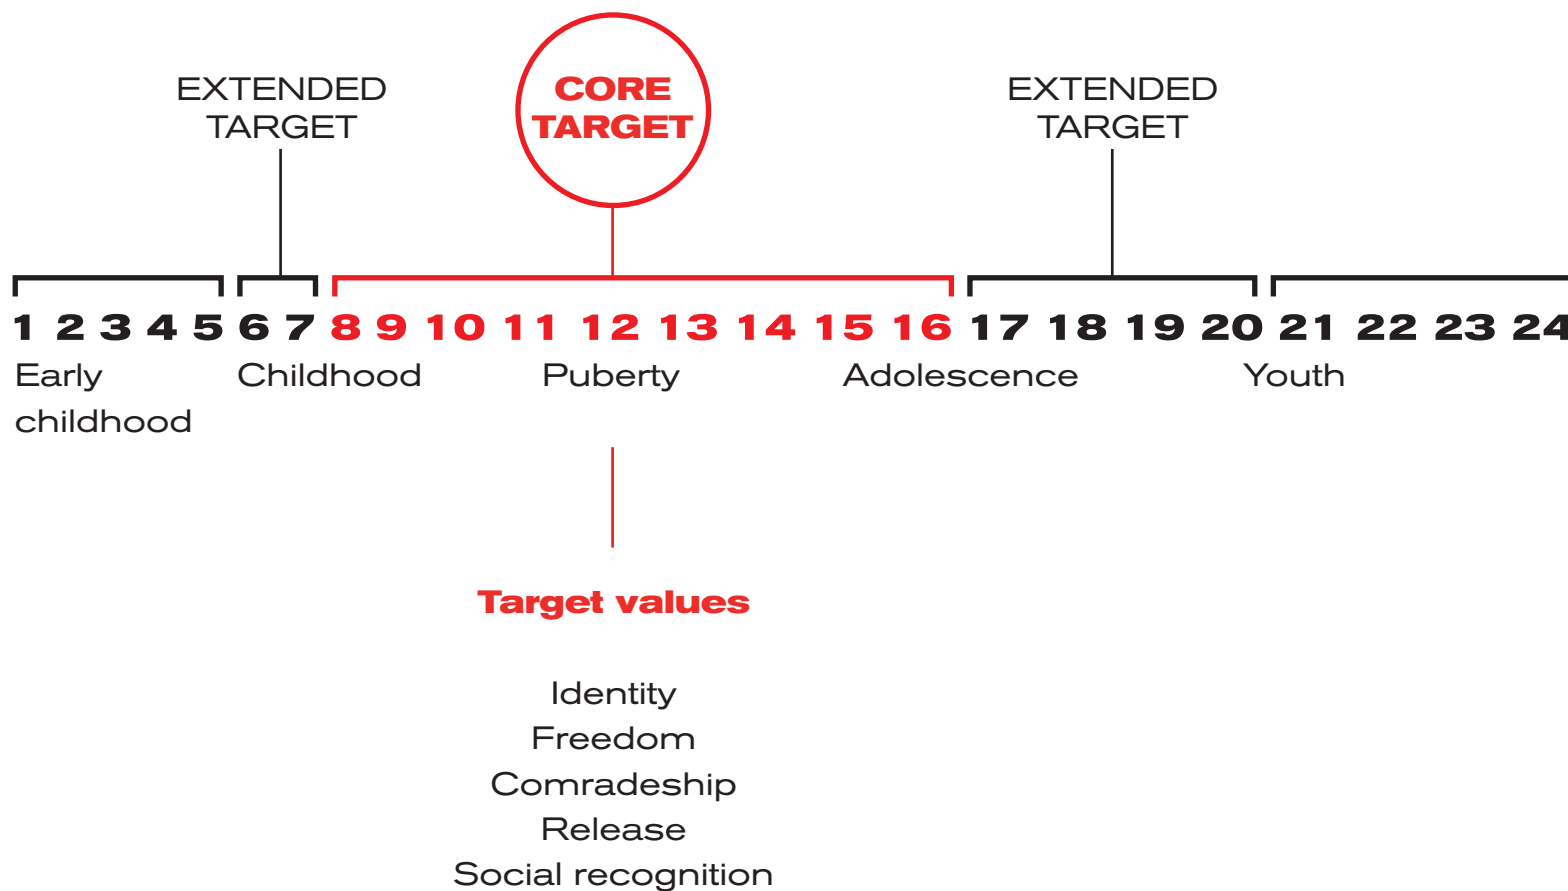 EXTENDED
TARGET
CORE
TARGET
EXTENDED
TARGET
1 2 3 4 5 6 7 8 9 10 11 12 13 14 15 16 17 18 19 20 21 22 23 24
Early
childhood
Childhood
Puberty
Adolescence
Youth
Target values
Identity
Freedom
Comradeship
Release
Social recognition